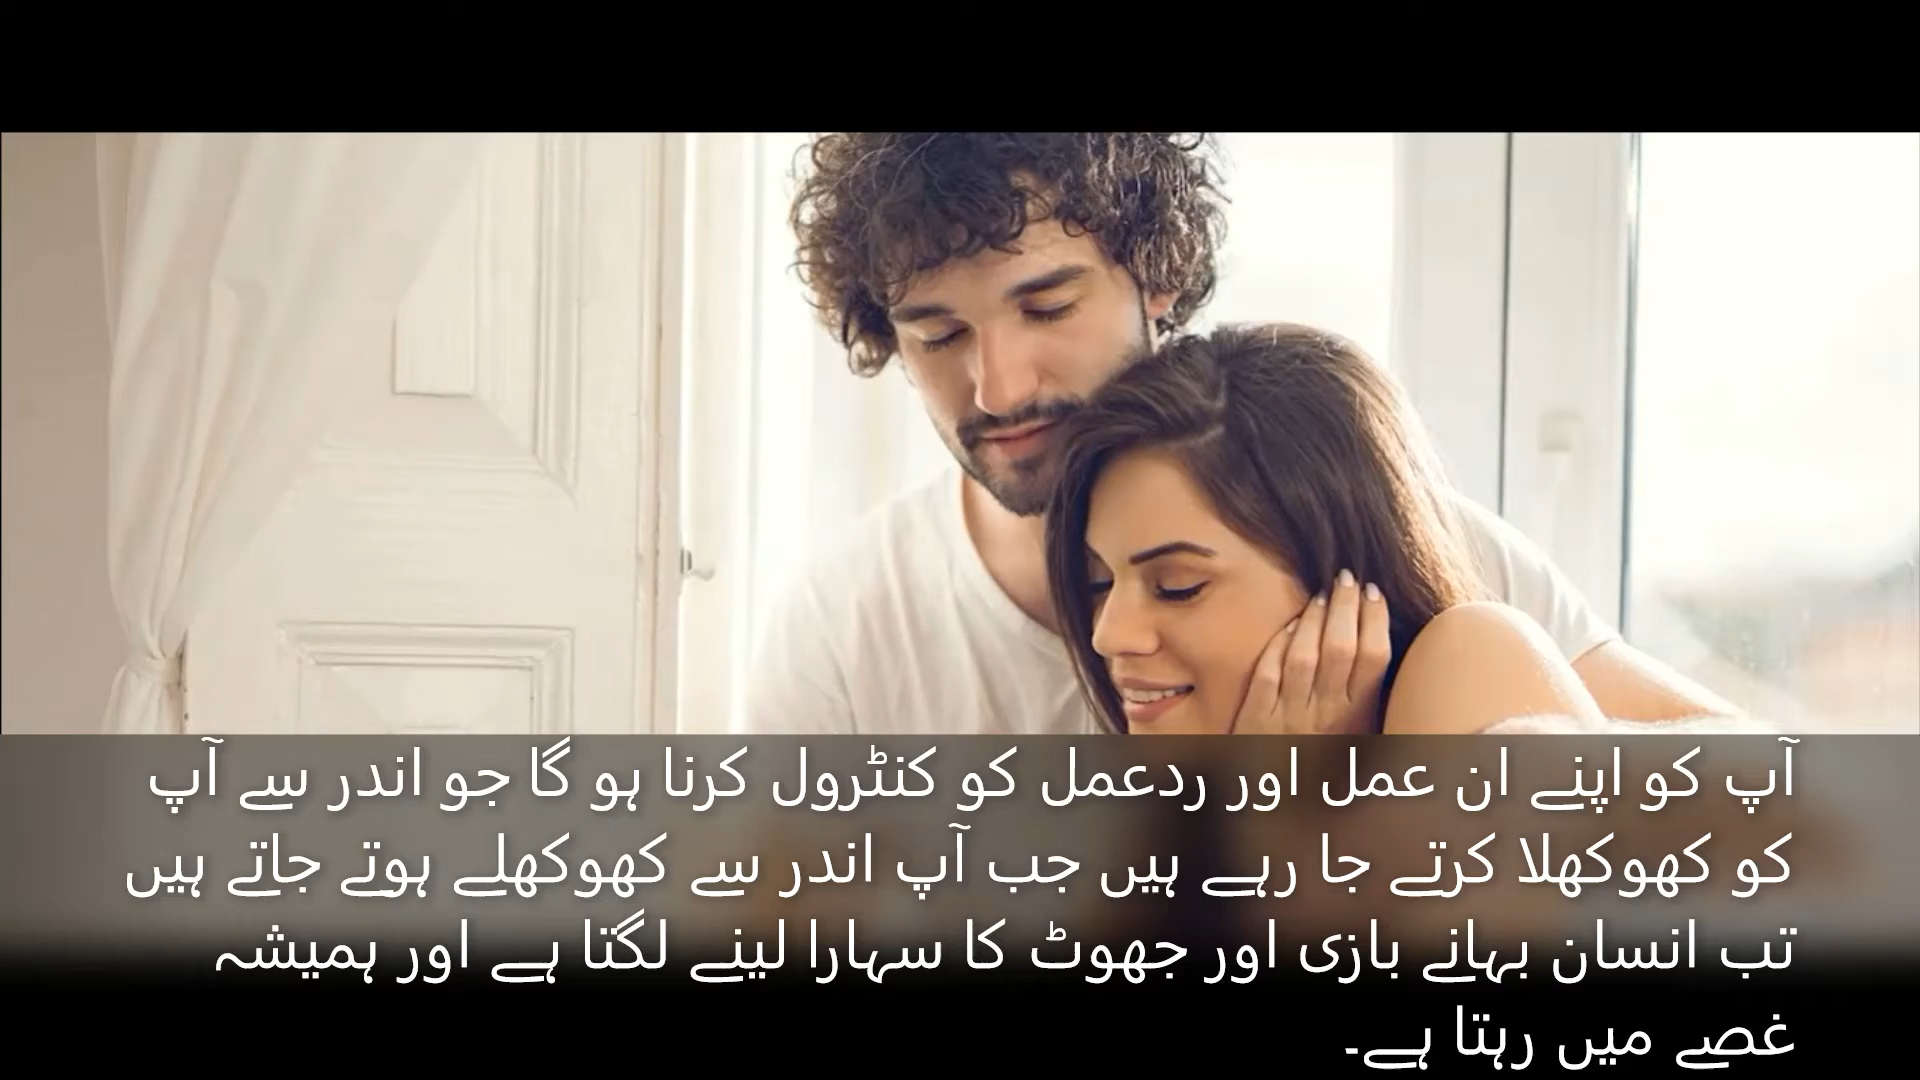 آپ کو اپنے ان عمل اور ردعمل کو کنٹرول کرنا ہو گا جو اندر سے آپ
کو کھوکھلا کرتے جا رہے ہیں جب آپ اندر سے کھوکھلے ہوتے جاتے ہیں
تب انسان بہانے بازی اور جھوٹ کا سہارا لینے لگتا ہے اور ہمیشہ
غصے میں رہتا ہے۔